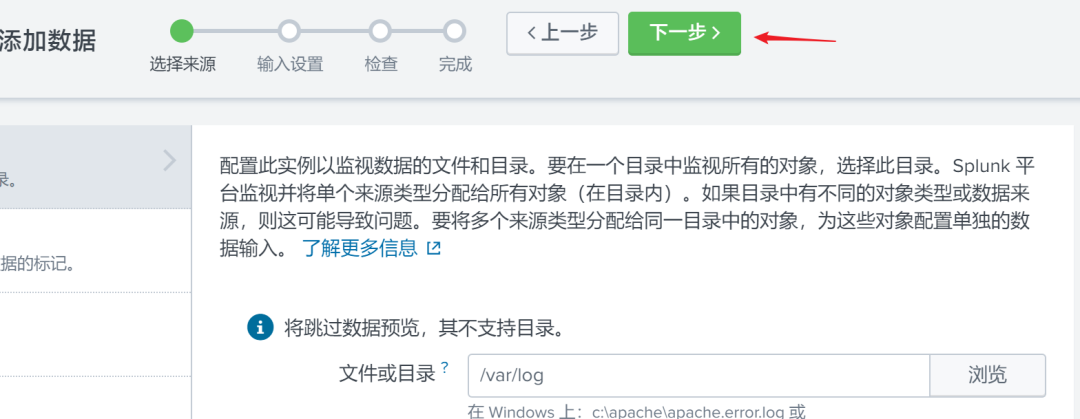 添加数据
选择来源
输入设置
检查
完成
<上一步
下一步>
录。
据的标记。
配置此实例以监视数据的文件和目录。要在一个目录中监视所有的对象，选择此目录。Splunk 平
台监视并将单个来源类型分配给所有对象（在目录内）。如果目录中有不同的对象类型或数据来
源，则这可能导致问题。要将多个来源类型分配给同一目录中的对象，为这些对象配置单独的数
据输入。 了解更多信息
将跳过数据预览，其不支持目录。
文件或目录 ?
/var/log
浏览
在 Windows 上：c:\apache\apache.error.log 或